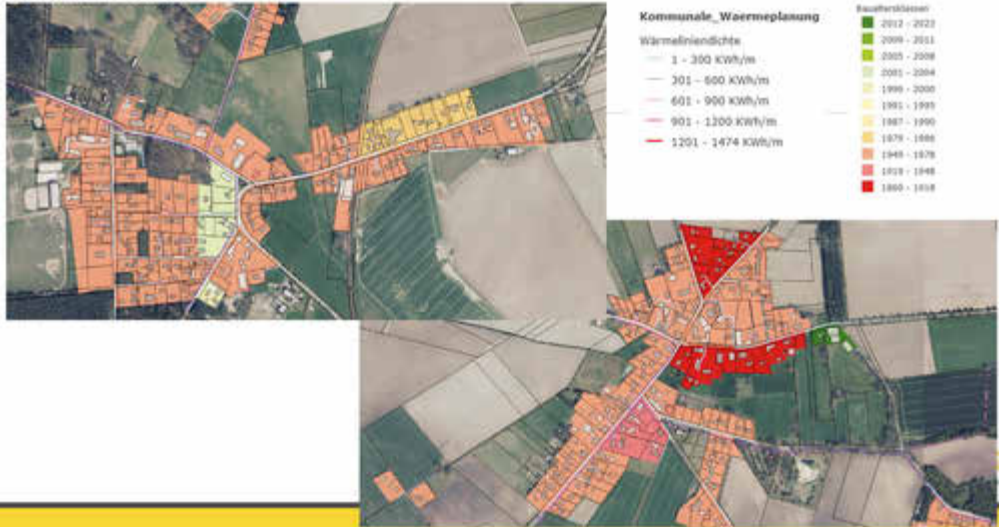 Kommunale_Waermeplanung
Wärmeliniendichte
1 - 300 KWh/m
301 - 600 KWh/m
601 - 900 KWh/m
901 - 1200 KWh/m
1201 - 1474 KWh/m
Baualtersklassen
2012 - 2022
2009 - 2011
2005 - 2008
2001 - 2004
1996 - 2000
1991 - 1995
1987 - 1990
1979 - 1986
1949 - 1978
1919 - 1948
1860 - 1918